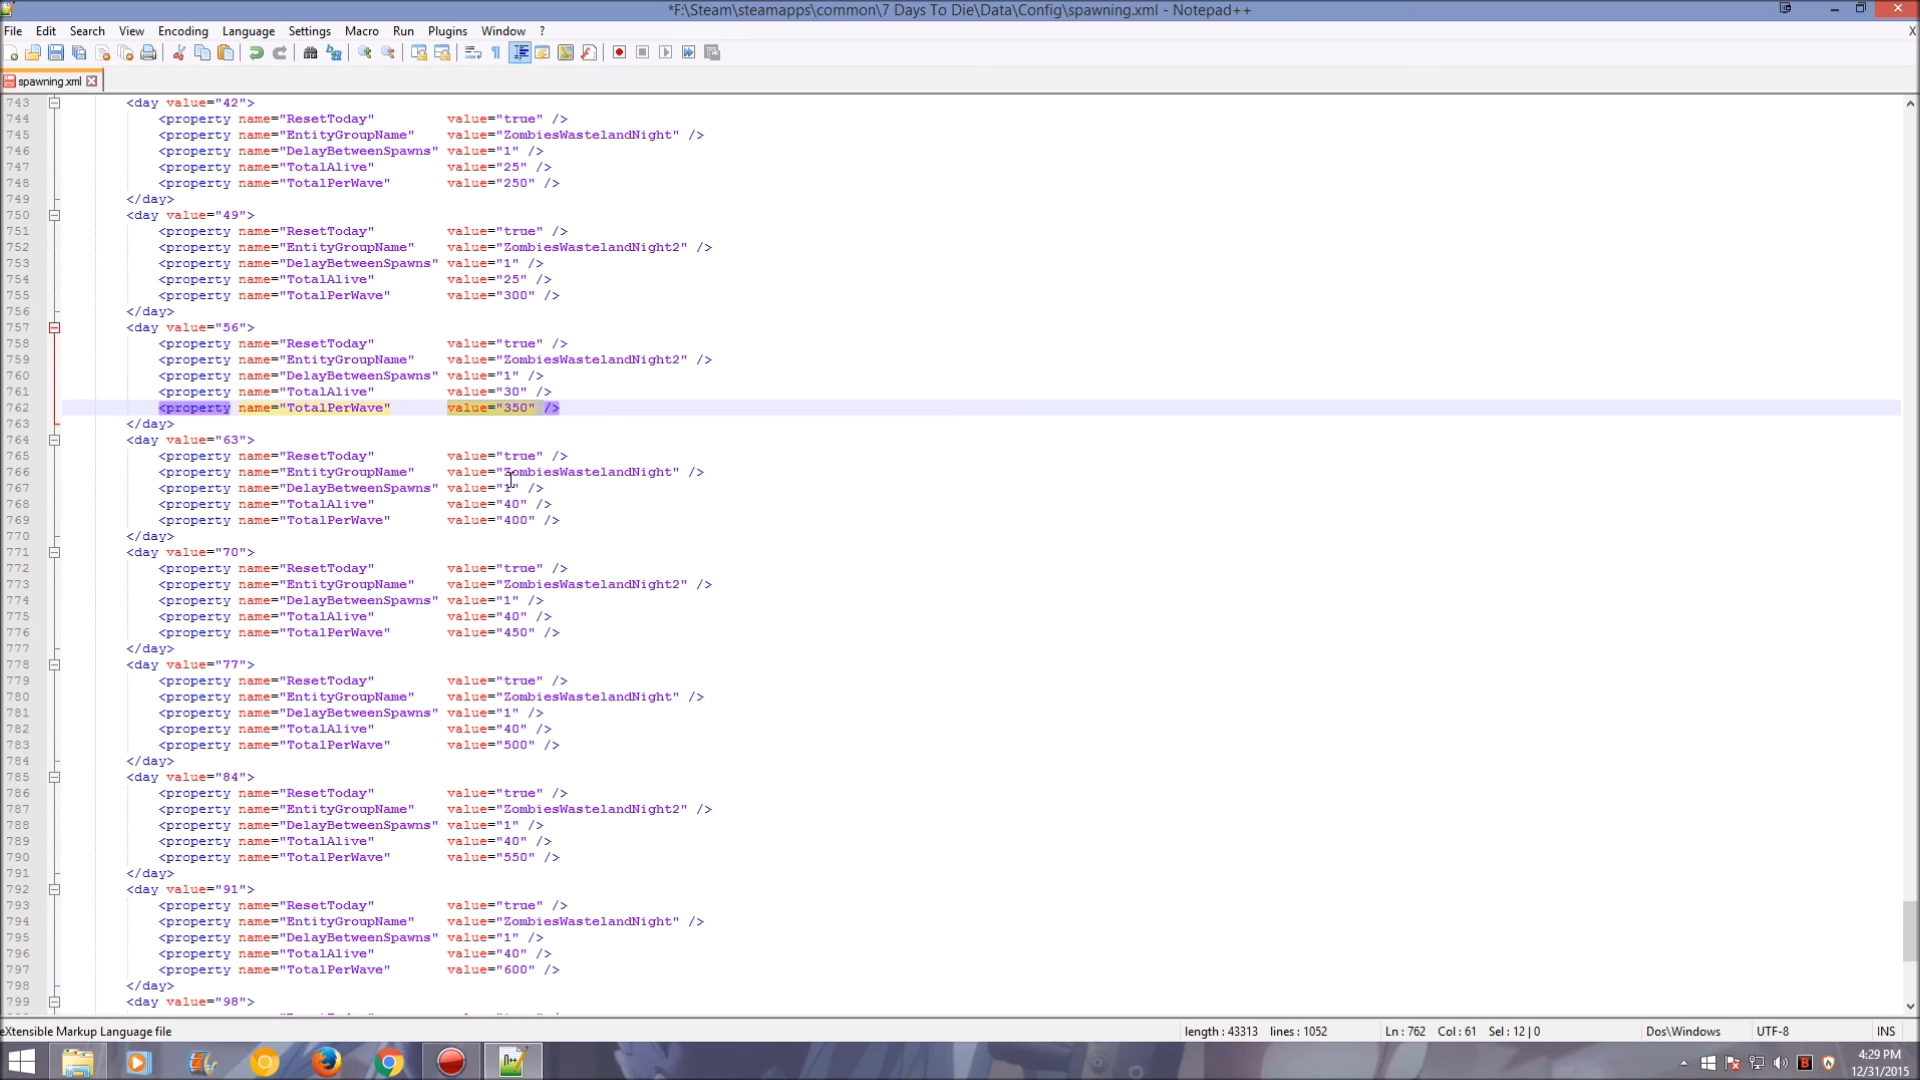 *F:\Steam\steamapps\common\7 Days To Die\Data\Config\spawning.xml - Notepad++
File Edit Search View Encoding Language Settings Macro Run Plugins Window ? X
spawning.xml
743 <day value="42">
744 <property name="ResetToday" value="true" />
745 <property name="EntityGroupName" value="ZombiesWastelandNight" />
746 <property name="DelayBetweenSpawns" value="1" />
747 <property name="TotalAlive" value="25" />
748 <property name="TotalPerWave" value="250" />
749 </day>
750 <day value="49">
751 <property name="ResetToday" value="true" />
752 <property name="EntityGroupName" value="ZombiesWastelandNight2" />
753 <property name="DelayBetweenSpawns" value="1" />
754 <property name="TotalAlive" value="25" />
755 <property name="TotalPerWave" value="300" />
756 </day>
757 <day value="56">
758 <property name="ResetToday" value="true" />
759 <property name="EntityGroupName" value="ZombiesWastelandNight2" />
760 <property name="DelayBetweenSpawns" value="1" />
761 <property name="TotalAlive" value="30" />
762 <property name="TotalPerWave" value="350" />
763 </day>
764 <day value="63">
765 <property name="ResetToday" value="true" />
766 <property name="EntityGroupName" value="ZombiesWastelandNight" />
767 <property name="DelayBetweenSpawns" value="1" />
768 <property name="TotalAlive" value="40" />
769 <property name="TotalPerWave" value="400" />
770 </day>
771 <day value="70">
772 <property name="ResetToday" value="true" />
773 <property name="EntityGroupName" value="ZombiesWastelandNight2" />
774 <property name="DelayBetweenSpawns" value="1" />
775 <property name="TotalAlive" value="40" />
776 <property name="TotalPerWave" value="450" />
777 </day>
778 <day value="77">
779 <property name="ResetToday" value="true" />
780 <property name="EntityGroupName" value="ZombiesWastelandNight" />
781 <property name="DelayBetweenSpawns" value="1" />
782 <property name="TotalAlive" value="40" />
783 <property name="TotalPerWave" value="500" />
784 </day>
785 <day value="84">
786 <property name="ResetToday" value="true" />
787 <property name="EntityGroupName" value="ZombiesWastelandNight2" />
788 <property name="DelayBetweenSpawns" value="1" />
789 <property name="TotalAlive" value="40" />
790 <property name="TotalPerWave" value="550" />
791 </day>
792 <day value="91">
793 <property name="ResetToday" value="true" />
794 <property name="EntityGroupName" value="ZombiesWastelandNight" />
795 <property name="DelayBetweenSpawns" value="1" />
796 <property name="TotalAlive" value="40" />
797 <property name="TotalPerWave" value="600" />
798 </day>
799 <day value="98">
eXtensible Markup Language file length : 43313 lines : 1052 Ln : 762 Col : 61 Sel : 12 | 0 Dos\Windows UTF-8 INS
4:29 PM
12/31/2015